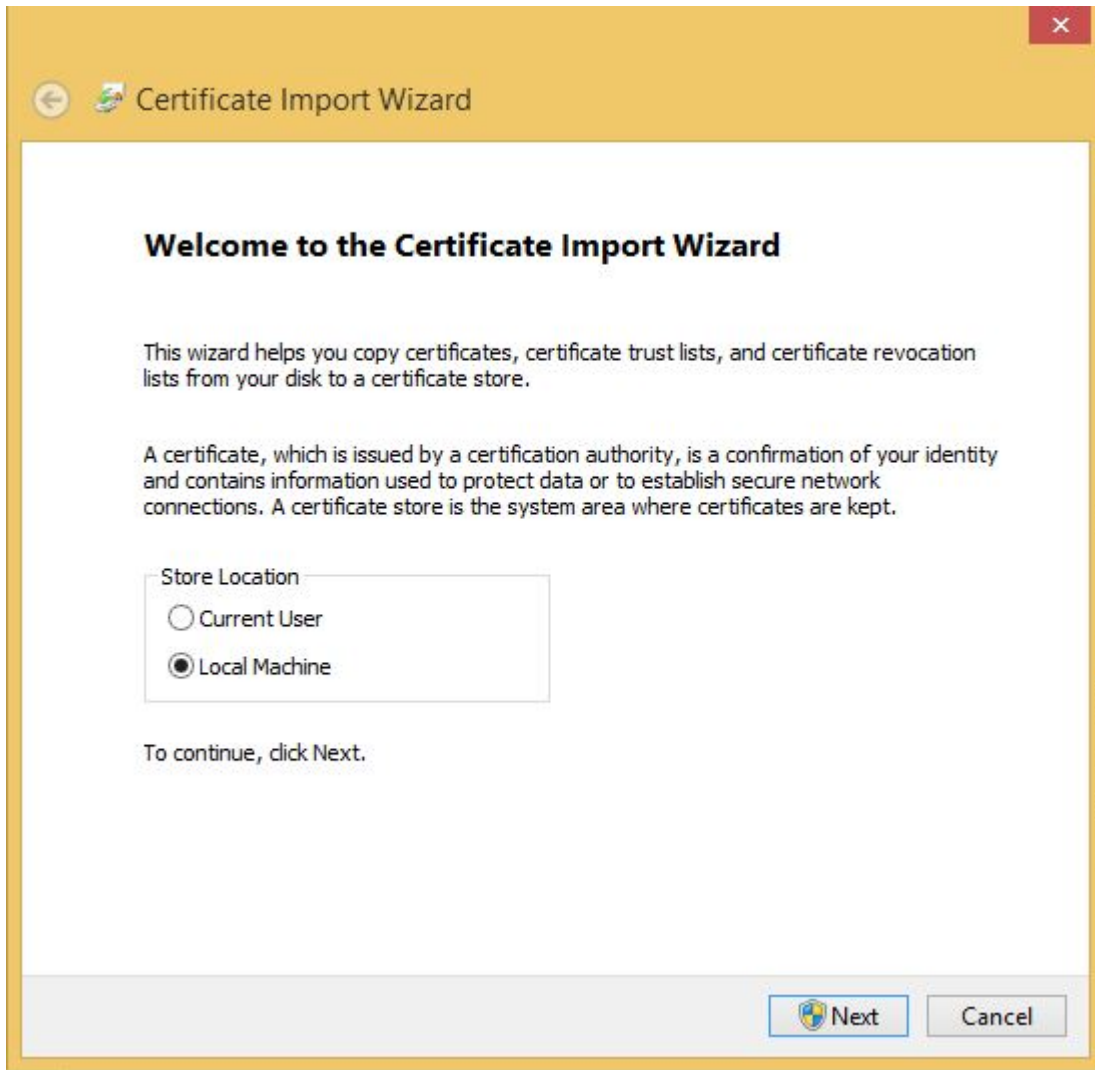 Certificate Import Wizard
Welcome to the Certificate Import Wizard
This wizard helps you copy certificates, certificate trust lists, and certificate revocation
lists from your disk to a certificate store.
A certificate, which is issued by a certification authority, is a confirmation of your identity
and contains information used to protect data or to establish secure network
connections. A certificate store is the system area where certificates are kept.
Store Location
Current User
Local Machine
To continue, click Next.
Next
Cancel